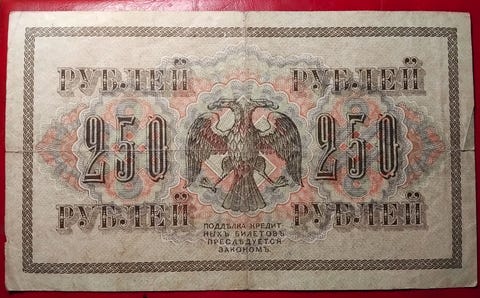 РУБЛЕЙ РУБЛЕЙ
250 250
РУБЛЕЙ РУБЛЕЙ
ПОДДѢЛКА КРЕДИТ
НЫХЪ БИЛЕТОВЪ
ПРЕСЛѢДУЕТСЯ
ЗАКОНОМЪ.